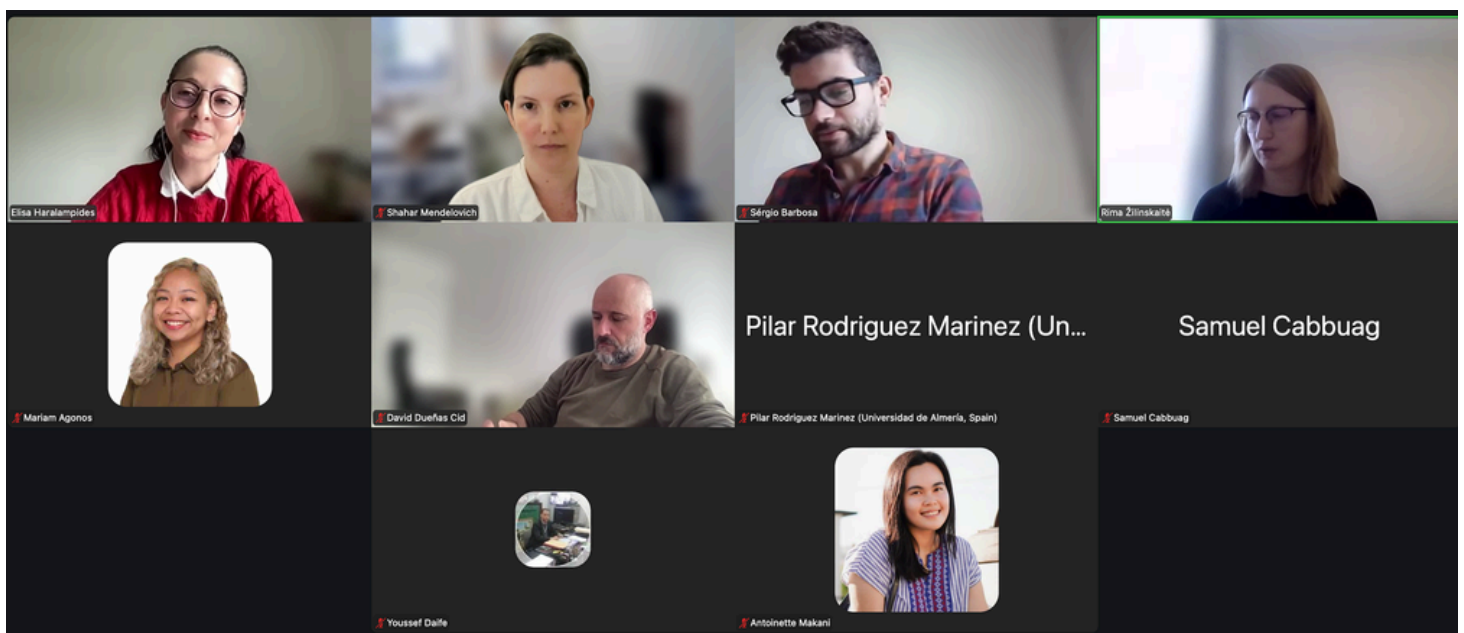 Elisa Haralampides
Shahar Mendelovich
Sérgio Barbosa
Rima Žilinskaitė
Mariam Agonos
David Dueñas Cid
Pilar Rodriguez Marinez (Un...
Pilar Rodriguez Marinez (Universidad de Almería, Spain)
Samuel Cabbuag
Samuel Cabbuag
Youssef Daife
Antoinette Makani